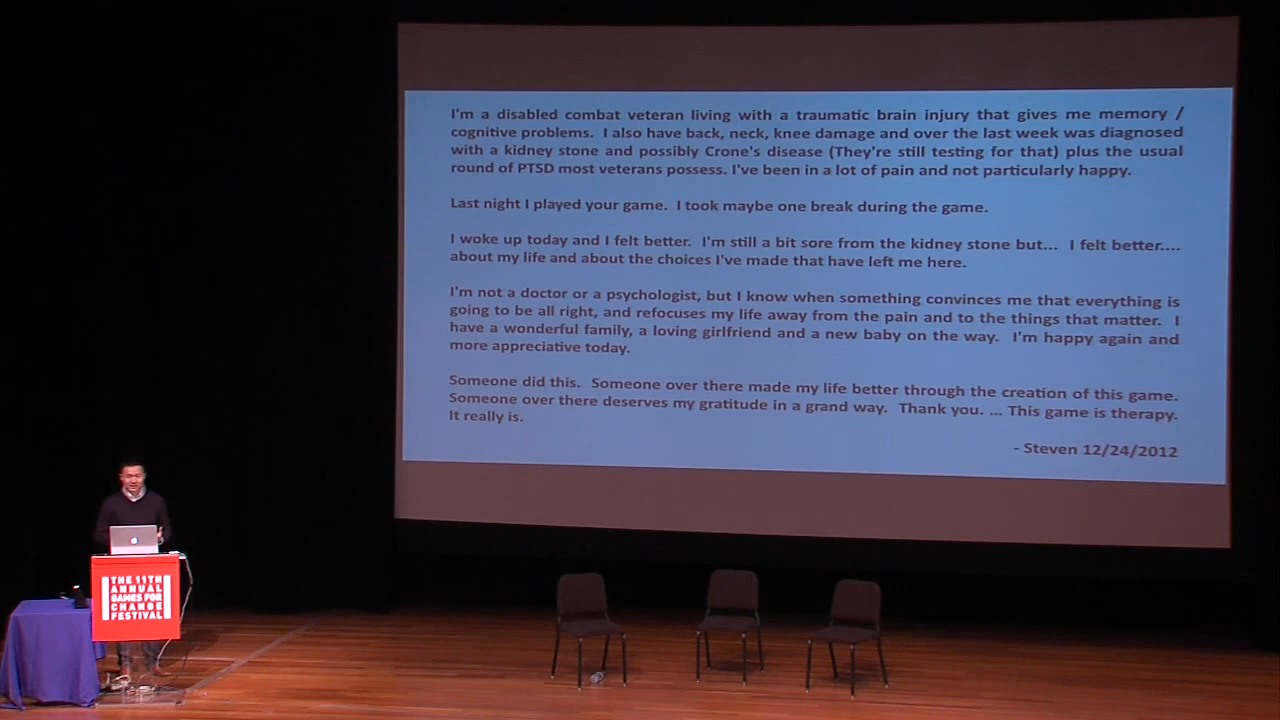 I'm a disabled combat veteran living with a traumatic brain injury that gives me memory /
cognitive problems. I also have back, neck, knee damage and over the last week was diagnosed
with a kidney stone and possibly Crone's disease (They're still testing for that) plus the usual
round of PTSD most veterans possess. I've been in a lot of pain and not particularly happy.
Last night I played your game. I took maybe one break during the game.
I woke up today and I felt better. I'm still a bit sore from the kidney stone but... I felt better....
about my life and about the choices I've made that have left me here.
I'm not a doctor or a psychologist, but I know when something convinces me that everything is
going to be all right, and refocuses my life away from the pain and to the things that matter. I
have a wonderful family, a loving girlfriend and a new baby on the way. I'm happy again and
more appreciative today.
Someone did this. Someone over there made my life better through the creation of this game.
Someone over there deserves my gratitude in a grand way. Thank you. ... This game is therapy.
It really is.
- Steven 12/24/2012
THE 11TH
ANNUAL
GAMES FOR
CHANGE
FESTIVAL